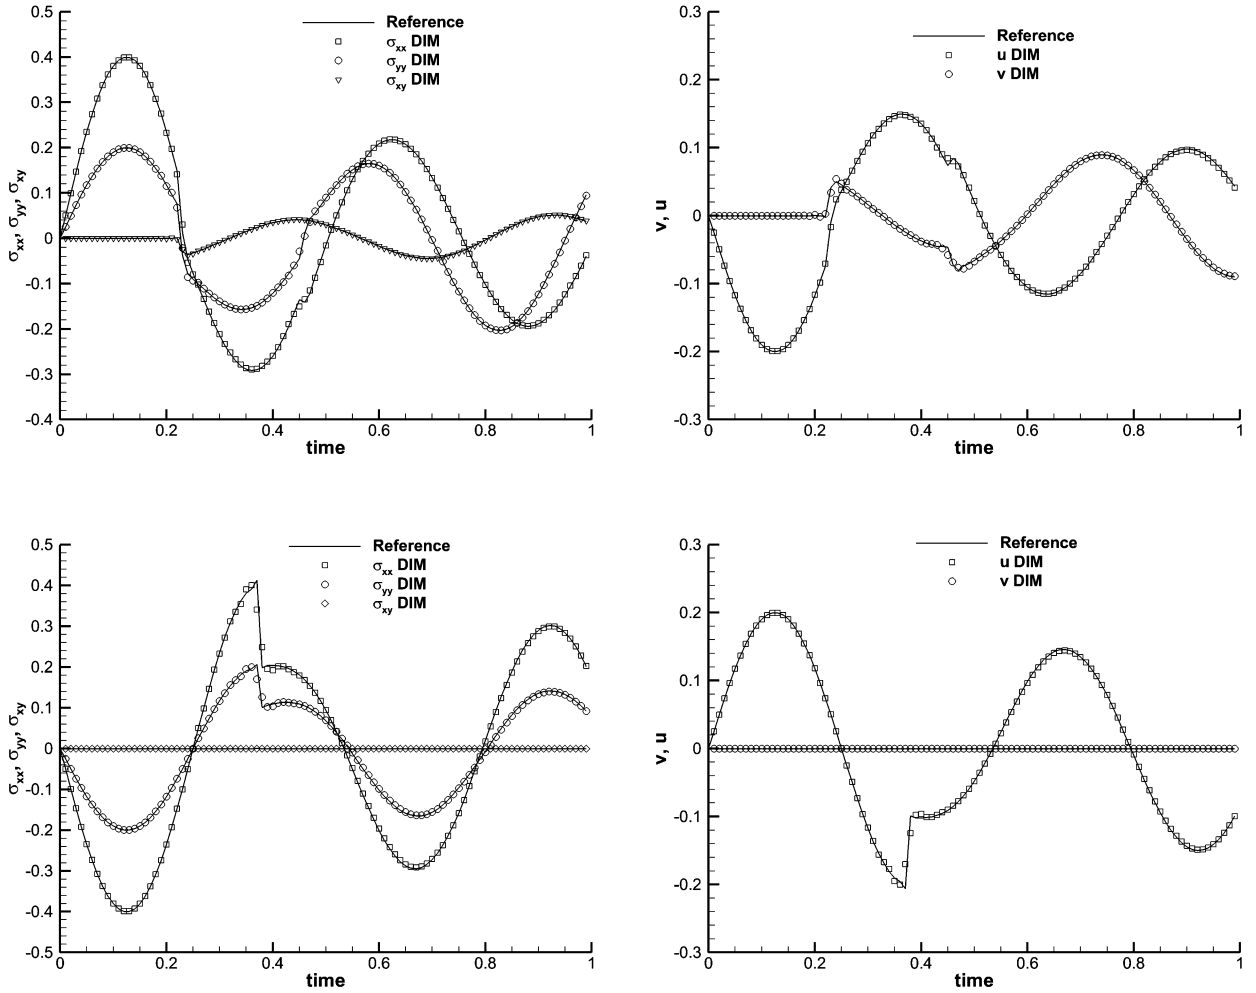 Reference
σxx DIM
σyy DIM
σxy DIM
σxx, σyy, σxy
0.5
0.4
0.3
0.2
0.1
0
-0.1
-0.2
-0.3
-0.4
0 0.2 0.4 0.6 0.8 1
time
Reference
u DIM
v DIM
v, u
0.3
0.2
0.1
0
-0.1
-0.2
-0.3
0 0.2 0.4 0.6 0.8 1
time
Reference
σxx DIM
σyy DIM
σxy DIM
σxx, σyy, σxy
0.5
0.4
0.3
0.2
0.1
0
-0.1
-0.2
-0.3
-0.4
-0.5
0 0.2 0.4 0.6 0.8 1
time
Reference
u DIM
v DIM
v, u
0.3
0.2
0.1
0
-0.1
-0.2
-0.3
0 0.2 0.4 0.6 0.8 1
time